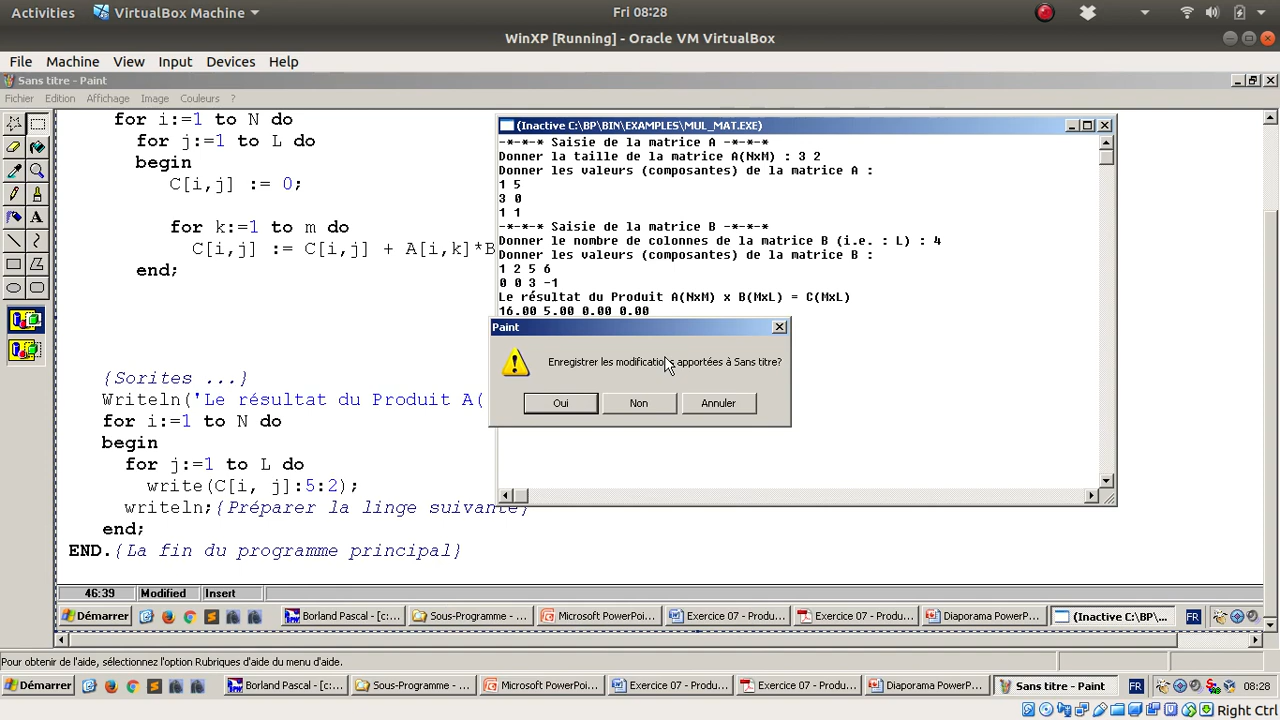 Activities VirtualBox Machine Fri 08:28
WinXP [Running] - Oracle VM VirtualBox
File Machine View Input Devices Help
Sans titre - Paint
Fichier Edition Affichage Image Couleurs ?
for i:=1 to N do
for j:=1 to L do
begin
C[i,j] := 0;
for k:=1 to m do
C[i,j] := C[i,j] + A[i,k]*B
end;
{Sorites ...}
Writeln('Le résultat du Produit A(
for i:=1 to N do
begin
for j:=1 to L do
write(C[i, j]:5:2);
writeln;{Préparer la linge suivante}
end;
END.{La fin du programme principal}
46:39 Modified Insert
(Inactive C:\BP\BIN\EXAMPLES\MUL_MAT.EXE)
-*-*-* Saisie de la matrice A -*-*-*
Donner la taille de la matrice A(NxM) : 3 2
Donner les valeurs (composantes) de la matrice A :
1 5
3 0
1 1
-*-*-* Saisie de la matrice B -*-*-*
Donner le nombre de colonnes de la matrice B (i.e. : L) : 4
Donner les valeurs (composantes) de la matrice B :
1 2 5 6
0 0 3 -1
Le résultat du Produit A(NxM) x B(MxL) = C(MxL)
16.00 5.00 0.00 0.00
Paint
Enregistrer les modifications apportées à Sans titre?
Oui Non Annuler
Démarrer Borland Pascal - [c:... Sous-Programme - ... Microsoft PowerPoi... Exercice 07 - Produ... Exercice 07 - Produ... Diaporama PowerP... (Inactive C:\BP\... FR
Pour obtenir de l'aide, sélectionnez l'option Rubriques d'aide du menu d'aide.
Démarrer Borland Pascal - [c:... Sous-Programme - ... Microsoft PowerPoi... Exercice 07 - Produ... Exercice 07 - Produ... Diaporama PowerP... Sans titre - Paint FR 08:28
Right Ctrl